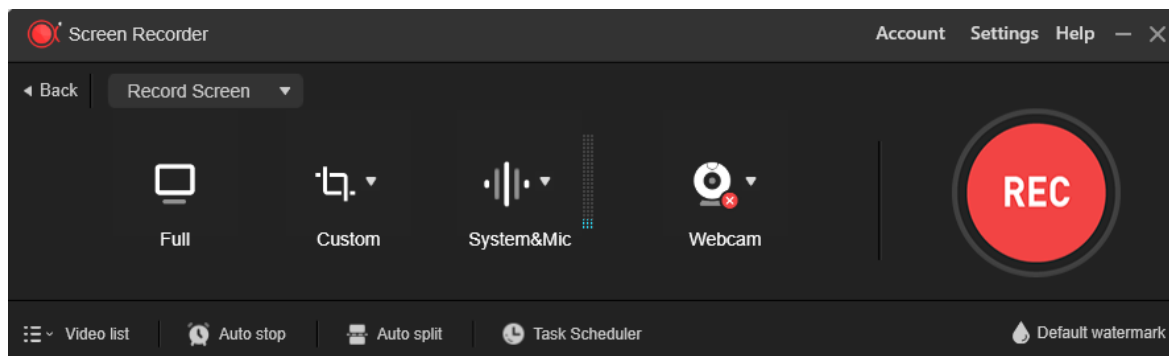 Screen Recorder
Account Settings Help
Back Record Screen
Full Custom System&Mic Webcam
REC
Video list Auto stop Auto split Task Scheduler Default watermark